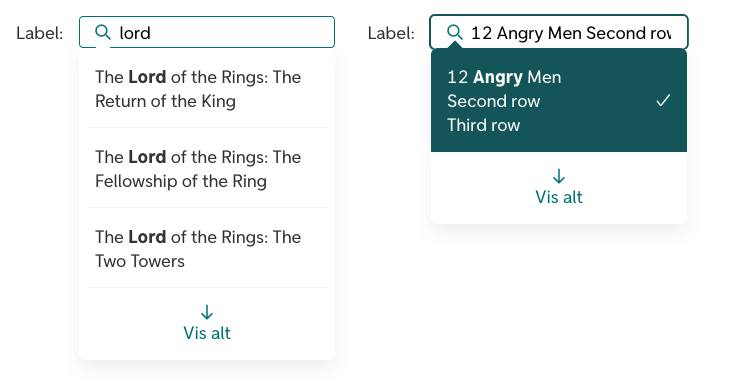 Label:
lord
The Lord of the Rings: The
Return of the King
The Lord of the Rings: The
Fellowship of the Ring
The Lord of the Rings: The
Two Towers
Vis alt
Label:
12 Angry Men Second rov
12 Angry Men
Second row
Third row
Vis alt